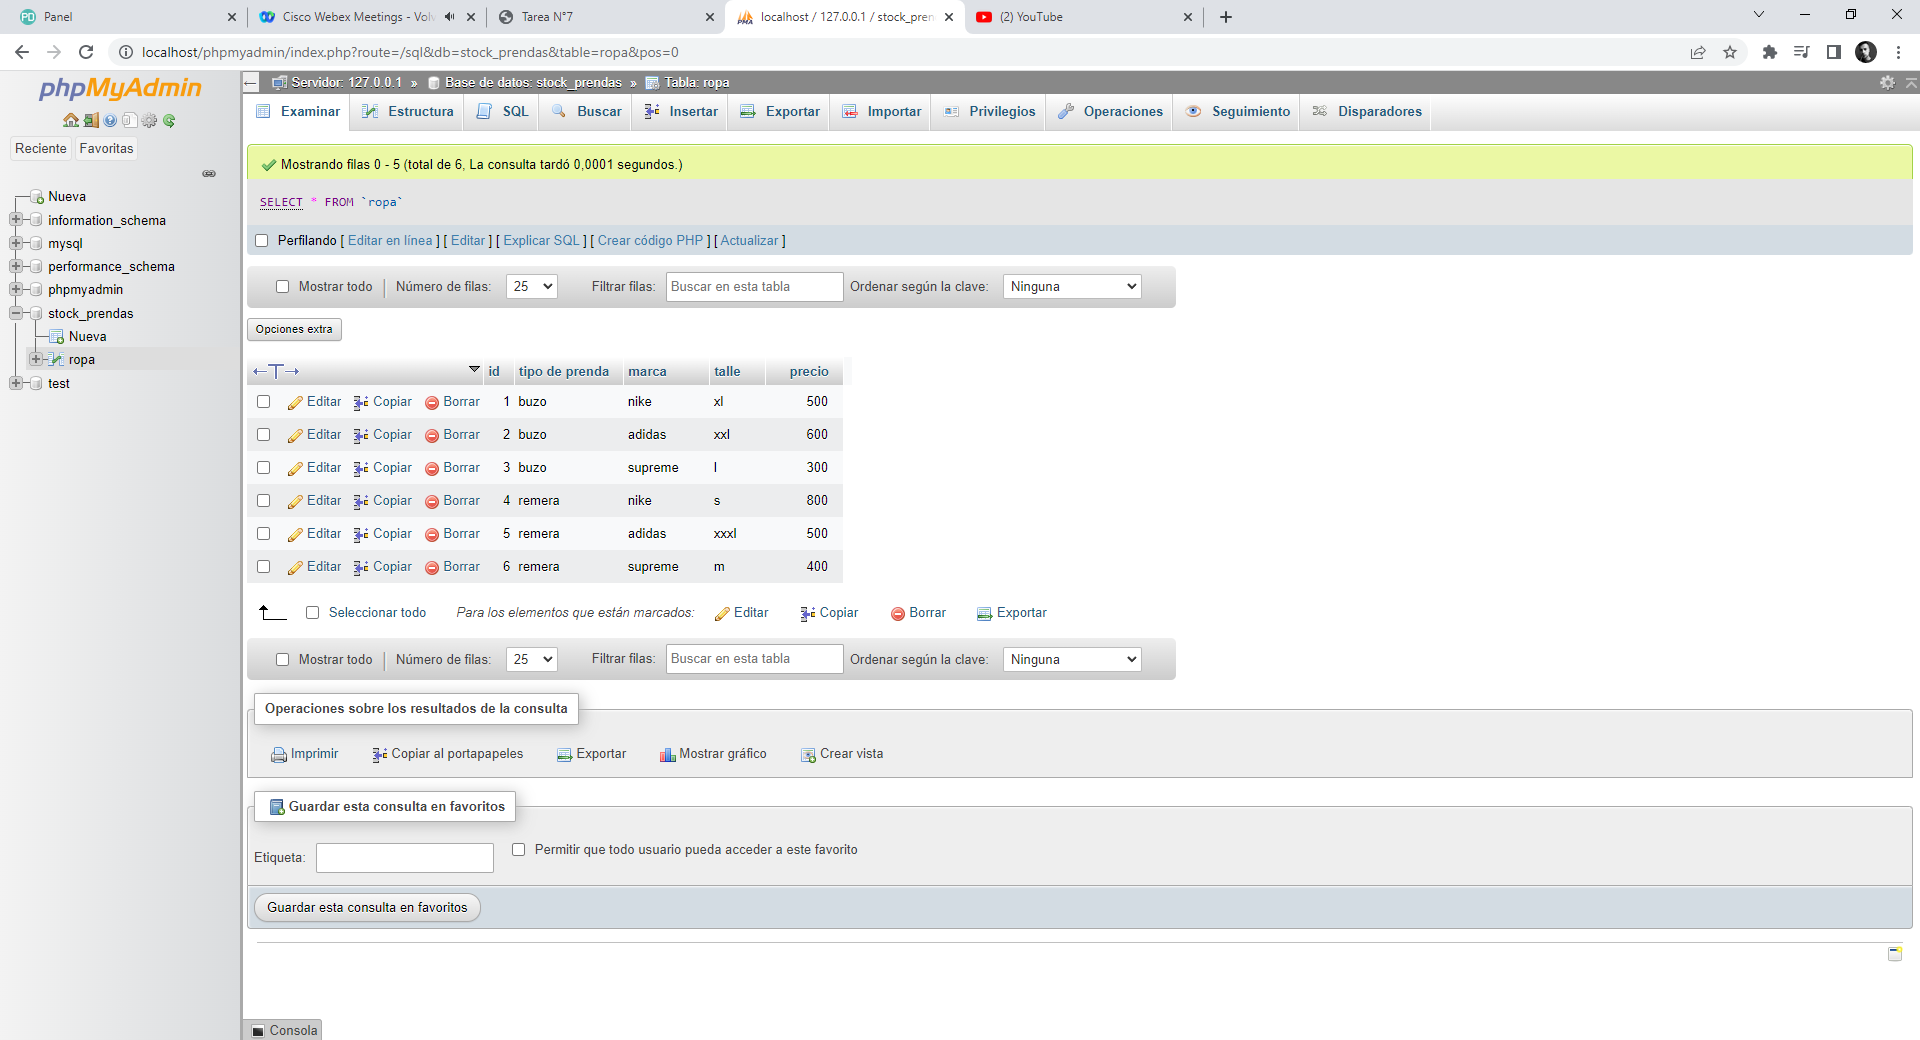 Panel
Cisco Webex Meetings - Volv
Tarea N°7
localhost / 127.0.0.1 / stock_pren
(2) YouTube
localhost/phpmyadmin/index.php?route=/sql&db=stock_prendas&table=ropa&pos=0
phpMyAdmin
Reciente Favoritas
Nueva
information_schema
mysql
performance_schema
phpmyadmin
stock_prendas
Nueva
ropa
test
Servidor: 127.0.0.1 » Base de datos: stock_prendas » Tabla: ropa
Examinar Estructura SQL Buscar Insertar Exportar Importar Privilegios Operaciones Seguimiento Disparadores
Mostrando filas 0 - 5 (total de 6, La consulta tardó 0,0001 segundos.)
SELECT * FROM `ropa`
Perfilando [ Editar en línea ] [ Editar ] [ Explicar SQL ] [ Crear código PHP ] [ Actualizar ]
Mostrar todo Número de filas: 25 Filtrar filas: Buscar en esta tabla Ordenar según la clave: Ninguna
Opciones extra
←T→ id tipo de prenda marca talle precio
Editar Copiar Borrar 1 buzo nike xl 500
Editar Copiar Borrar 2 buzo adidas xxl 600
Editar Copiar Borrar 3 buzo supreme l 300
Editar Copiar Borrar 4 remera nike s 800
Editar Copiar Borrar 5 remera adidas xxxl 500
Editar Copiar Borrar 6 remera supreme m 400
Seleccionar todo Para los elementos que están marcados: Editar Copiar Borrar Exportar
Mostrar todo Número de filas: 25 Filtrar filas: Buscar en esta tabla Ordenar según la clave: Ninguna
Operaciones sobre los resultados de la consulta
Imprimir Copiar al portapapeles Exportar Mostrar gráfico Crear vista
Guardar esta consulta en favoritos
Etiqueta: Permitir que todo usuario pueda acceder a este favorito
Guardar esta consulta en favoritos
Consola